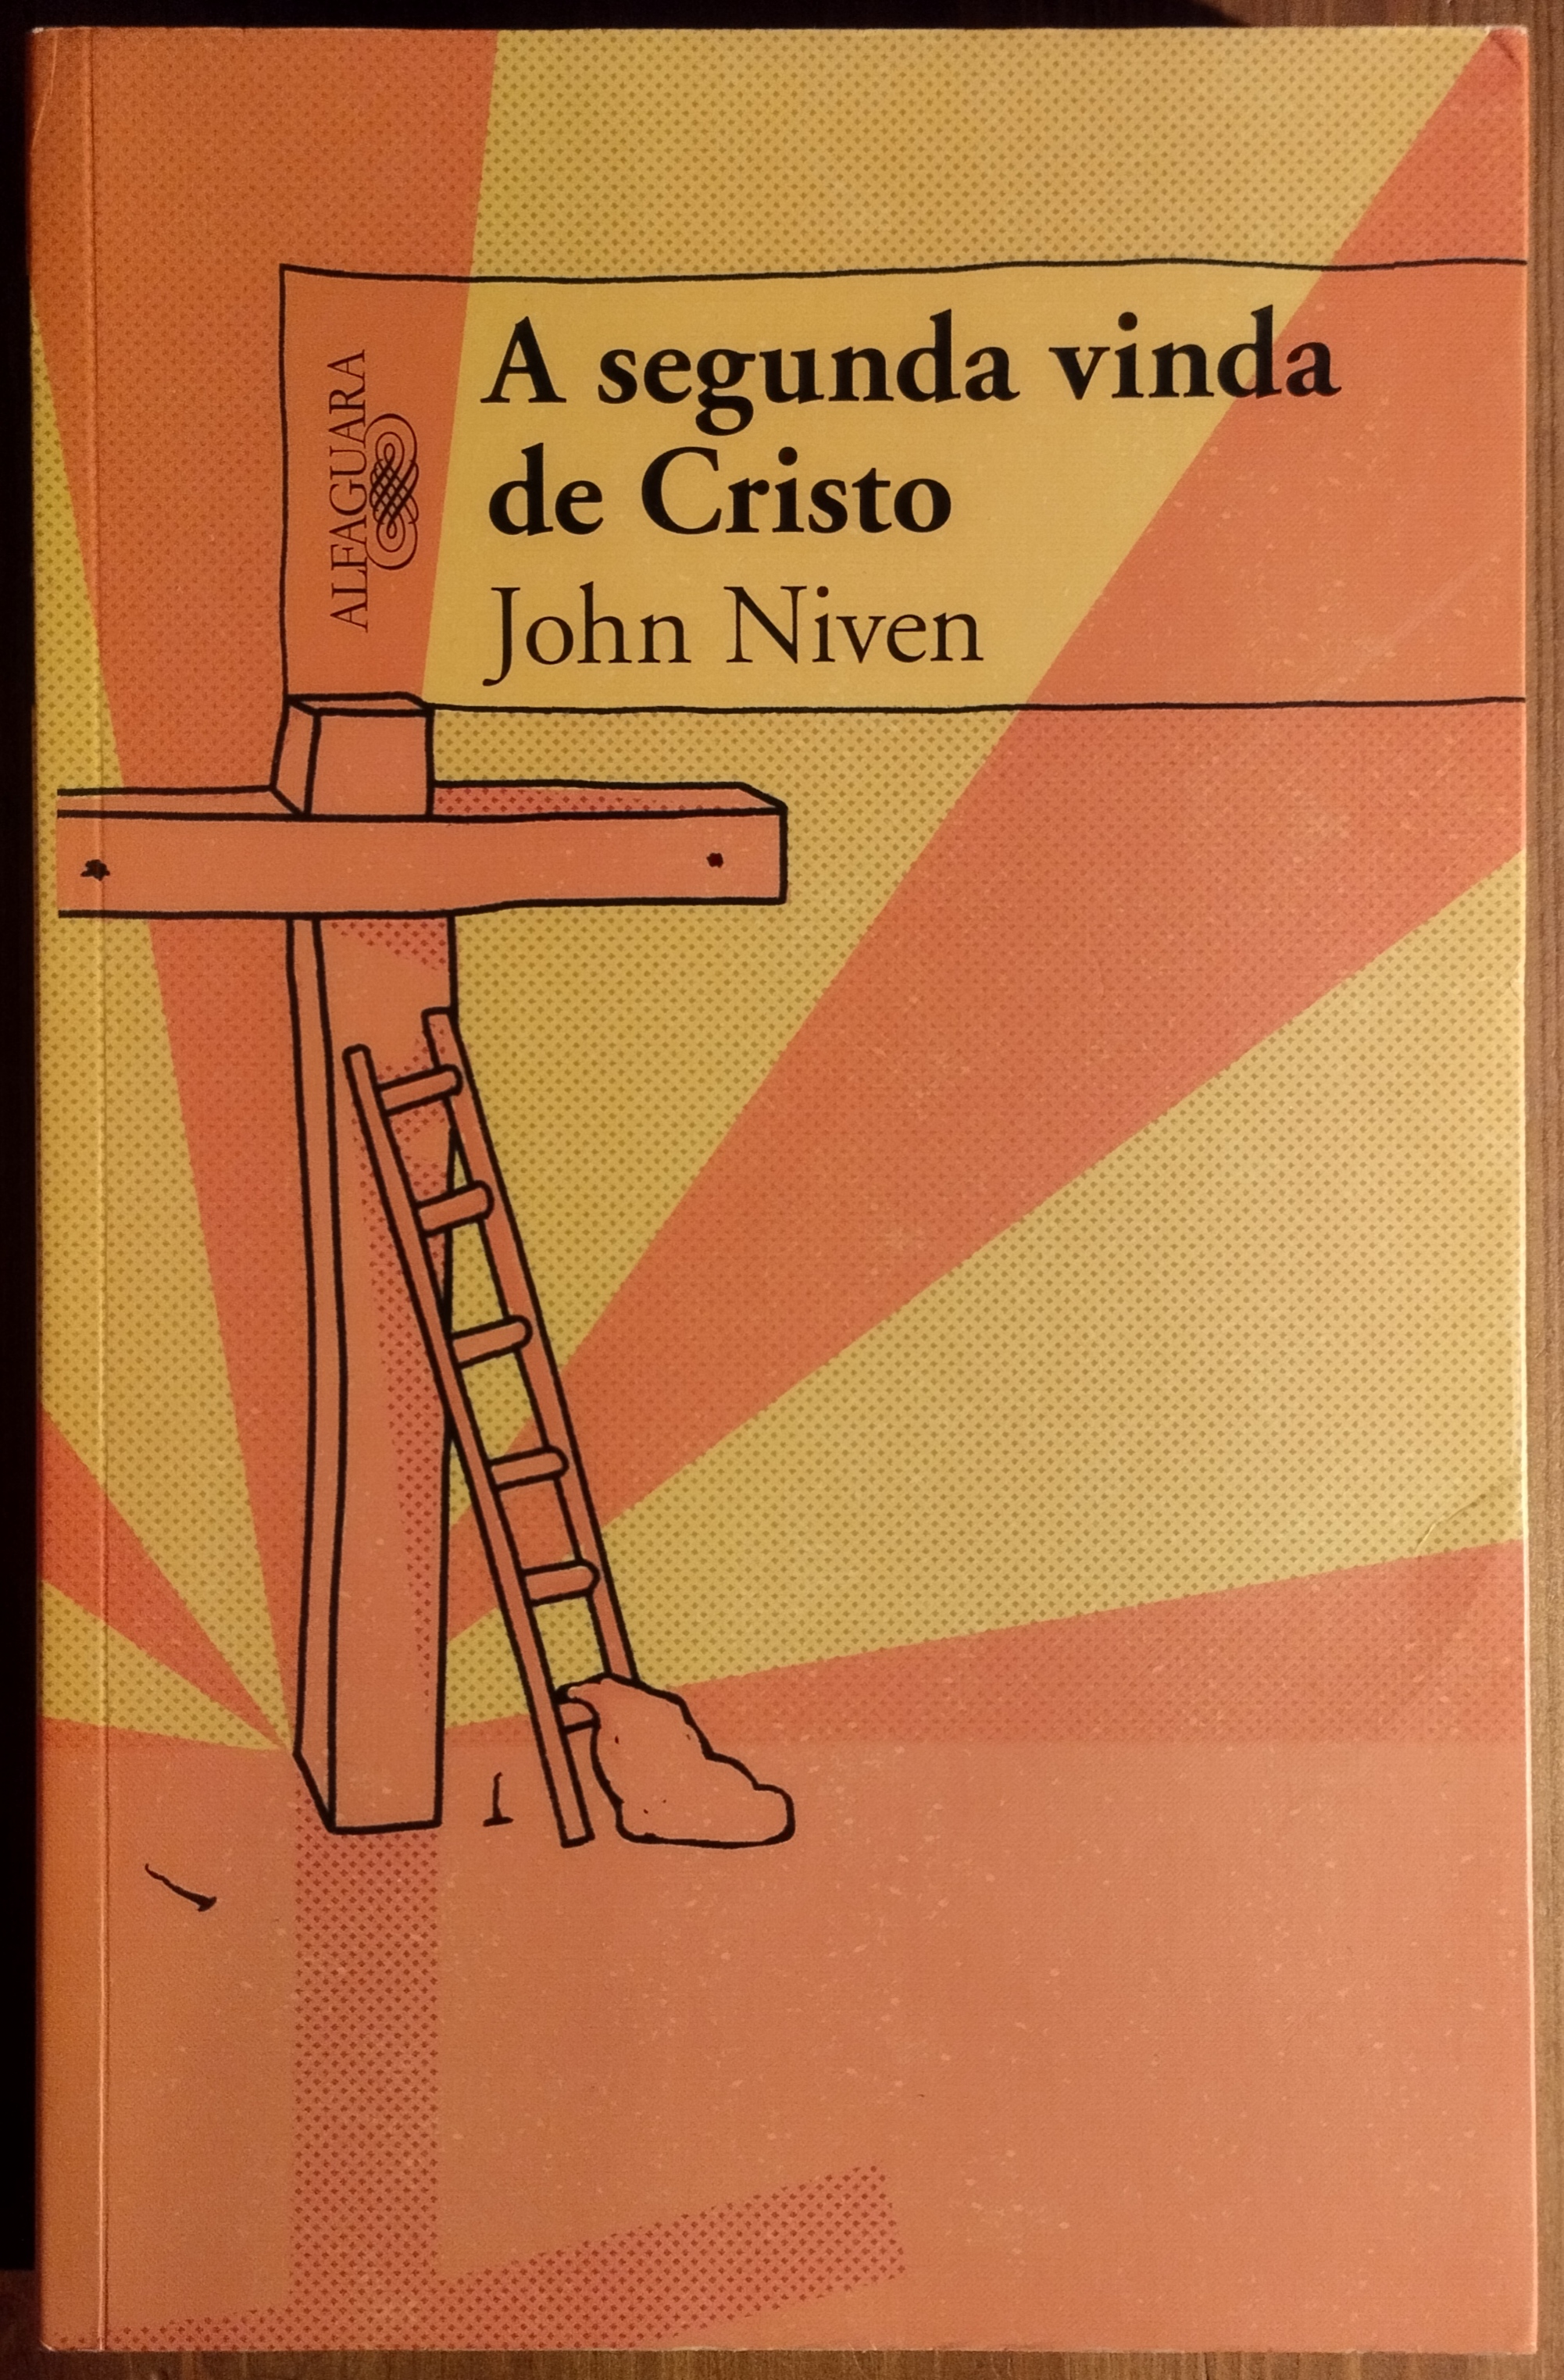 ALFAGUARA
A segunda vinda
de Cristo
John Niven